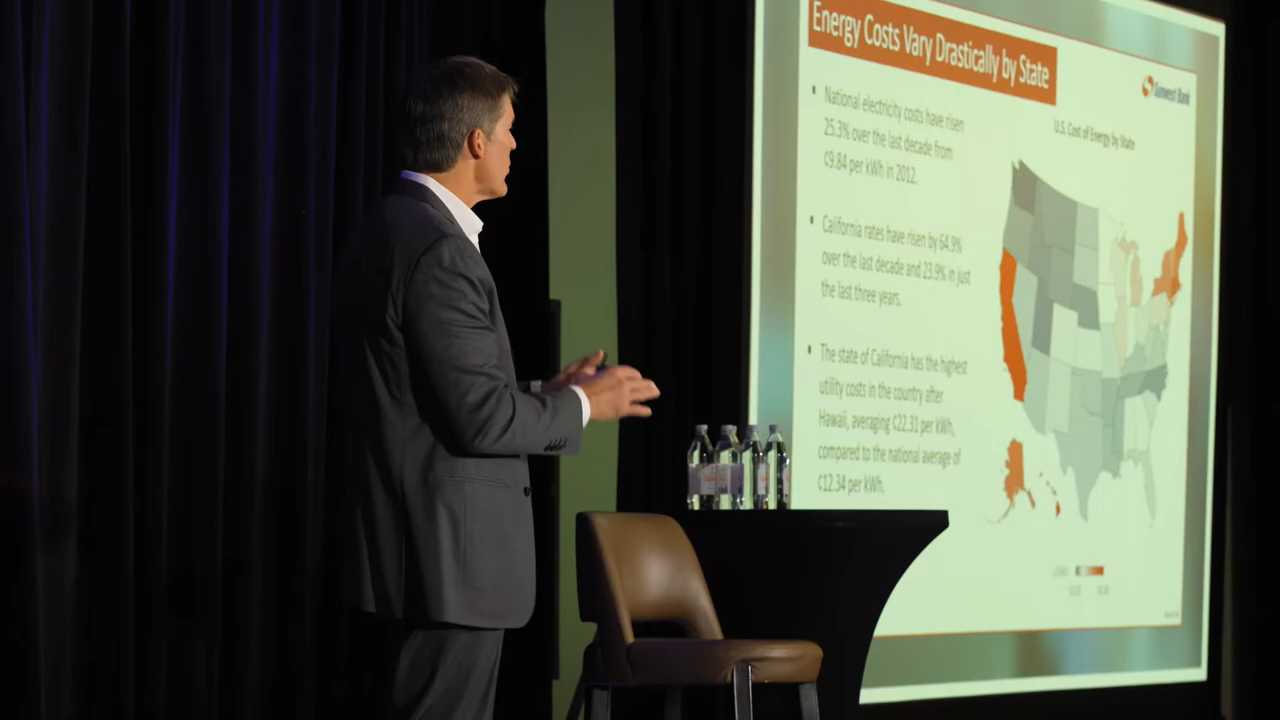 Energy Costs Vary Drastically by State
Sunwest Bank
National electricity costs have risen
25.3% over the last decade from
¢9.84 per kWh in 2012.
California rates have risen by 64.9%
over the last decade and 23.9% in just
the last three years.
The state of California has the highest
utility costs in the country after
Hawaii, averaging ¢22.31 per kWh,
compared to the national average of
¢12.34 per kWh.
U.S. Cost of Energy by State